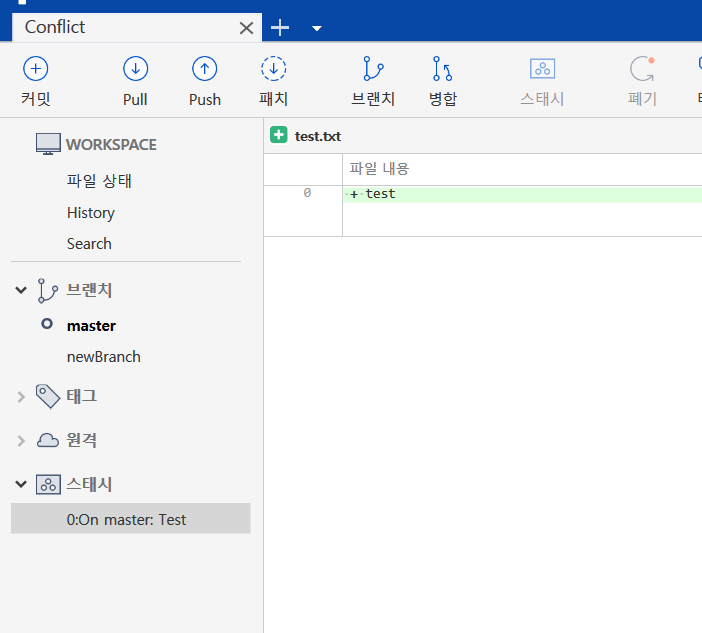 Conflict
커밋 Pull Push 패치 브랜치 병합 스태시 폐기
WORKSPACE
test.txt
파일 내용
파일 상태
0 + test
History
Search
브랜치
master
newBranch
태그
원격
스태시
0:On master: Test